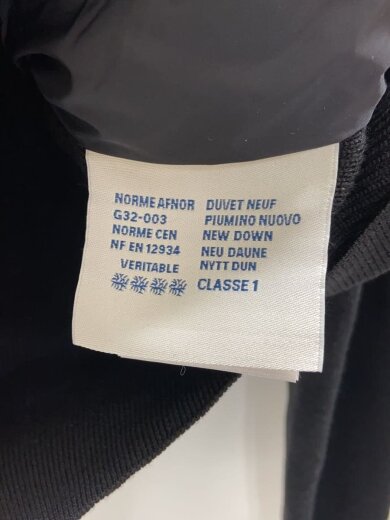 NORME AFNOR
G32-003
NORME CEN
NF EN 12934
VERITABLE
DUVET NEUF
PIUMINO NUOVO
NEW DOWN
NEU DAUNE
NYTT DUN
CLASSE 1